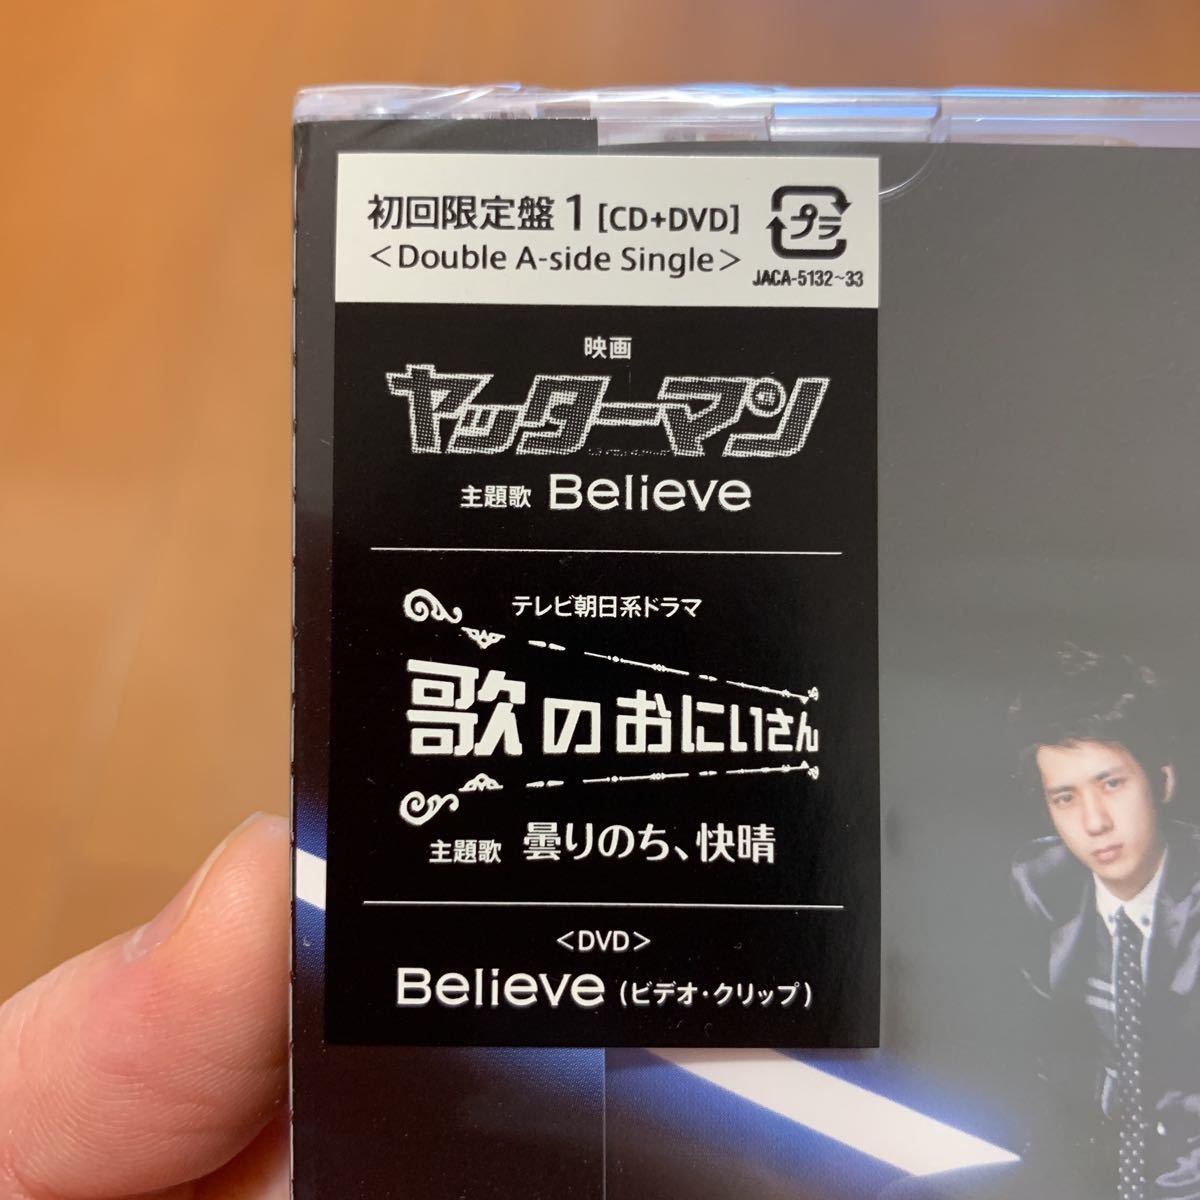 初回限定盤1[CD+DVD]
<Double A-side Single>
プラ
JACA-5132~33
映画
ヤッターマン
主題歌 Believe
テレビ朝日系ドラマ
歌のおにいさん
主題歌 曇りのち、快晴
<DVD>
Believe (ビデオ・クリップ)